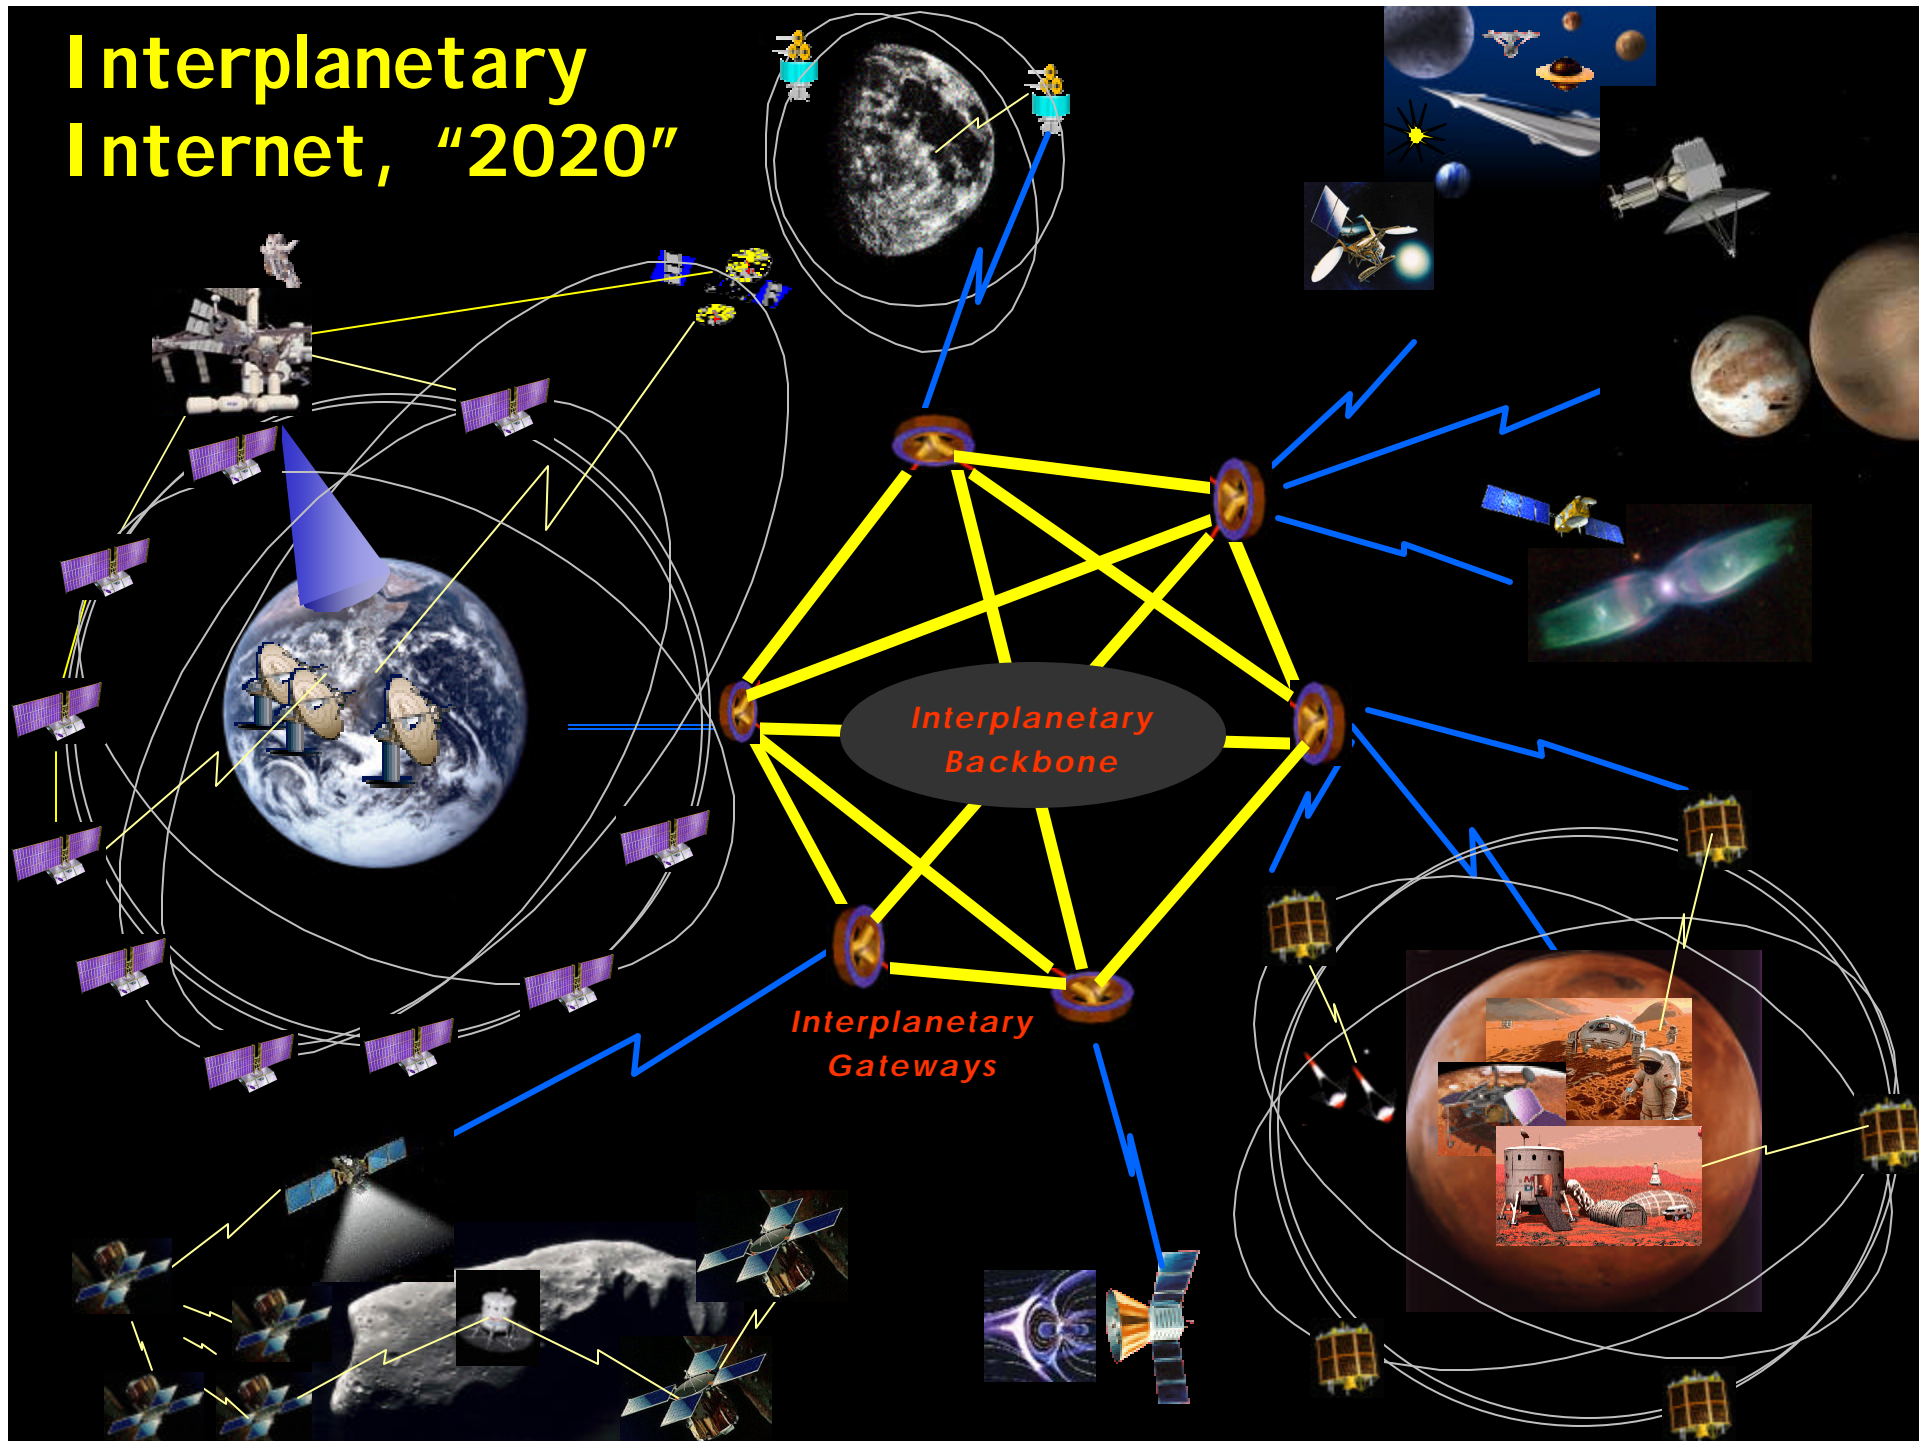 Interplanetary
Internet, “2020”
Interplanetary
Backbone
Interplanetary
Gateways